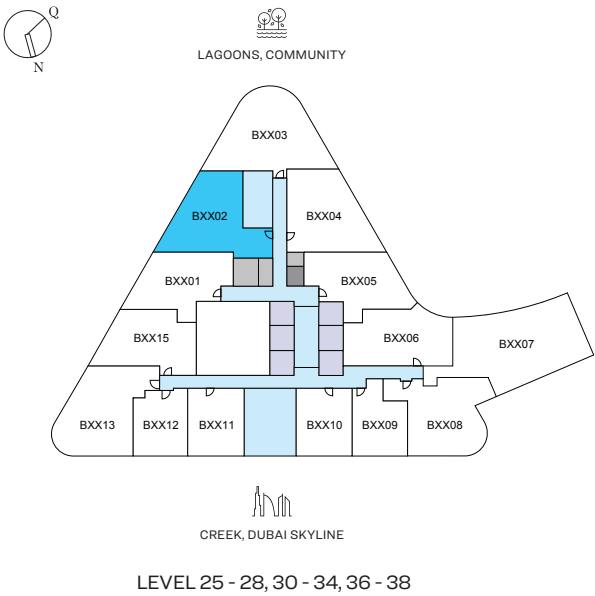 Q
N
LAGOONS, COMMUNITY
BXX03
BXX02
BXX04
BXX01
BXX05
BXX15
BXX06
BXX07
BXX13
BXX12
BXX11
BXX10
BXX09
BXX08
CREEK, DUBAI SKYLINE
LEVEL 25 - 28, 30 - 34, 36 - 38